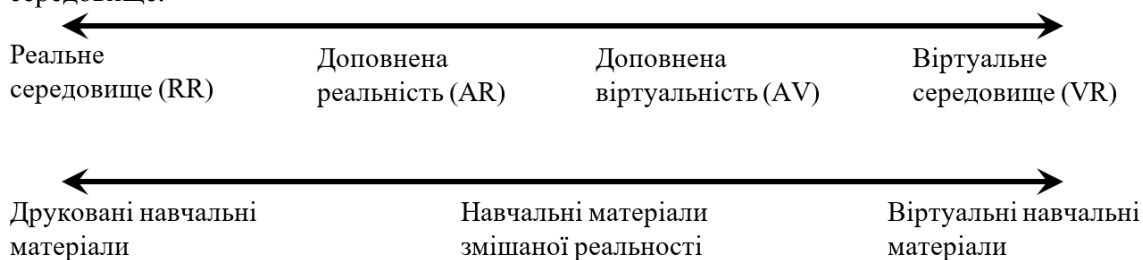 середовище.
Реальне
середовище (RR)
Доповнена
реальність (AR)
Доповнена
віртуальність (AV)
Віртуальне
середовище (VR)
Друковані навчальні
матеріали
Навчальні матеріали
змішаної реальності
Віртуальні навчальні
матеріали